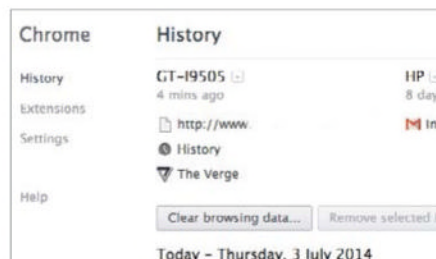 Chrome
History
History
Extensions
Settings
Help
GT-I9505
4 mins ago
http://www.
History
The Verge
HP
8 day
In
Clear browsing data...
Remove selected
Today – Thursday, 3 July 2014